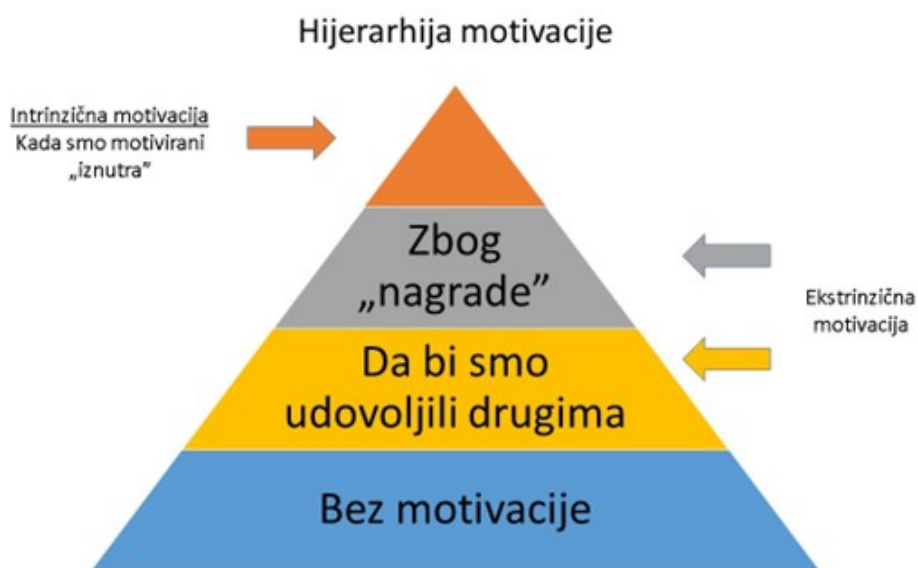 Hijerarhija motivacije
Intrinzična motivacija
Kada smo motivirani
„iznutra”
Zbog
„nagrade”
Ekstrinzična
motivacija
Da bi smo
udovoljili drugima
Bez motivacije